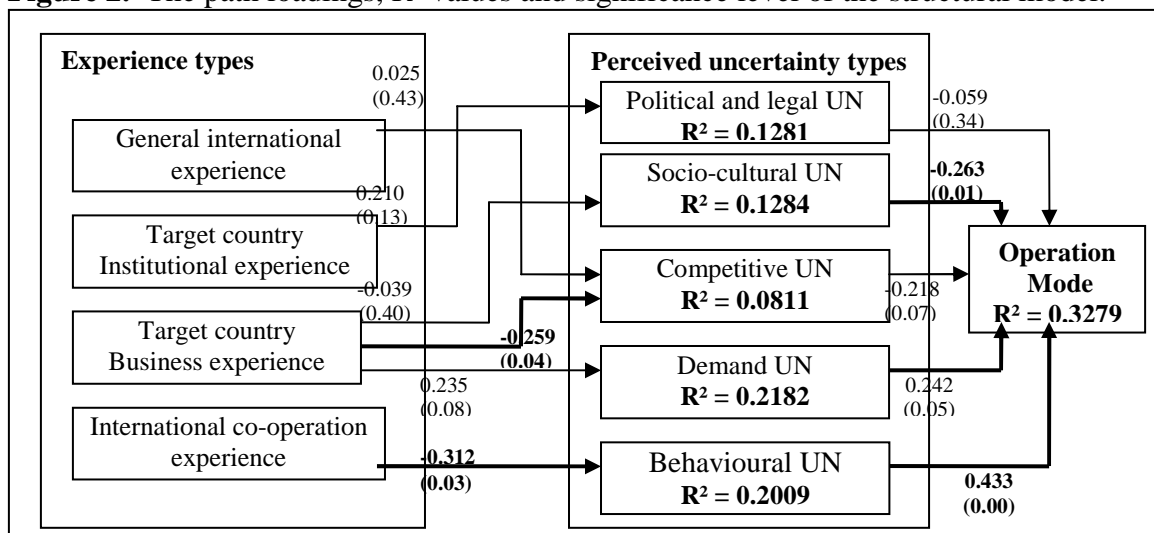 Figure 2. The path loadings, R² values and significance level of the structural model.
Experience types
General international
experience
Target country
Institutional experience
Target country
Business experience
International co-operation
experience
0.025
(0.43)
0.210
(0.13)
-0.039
(0.40)
-0.259
(0.04)
0.235
(0.08)
-0.312
(0.03)
Perceived uncertainty types
Political and legal UN
R² = 0.1281
Socio-cultural UN
R² = 0.1284
Competitive UN
R² = 0.0811
Demand UN
R² = 0.2182
Behavioural UN
R² = 0.2009
-0.059
(0.34)
-0.263
(0.01)
-0.218
(0.07)
0.242
(0.05)
0.433
(0.00)
Operation
Mode
R² = 0.3279